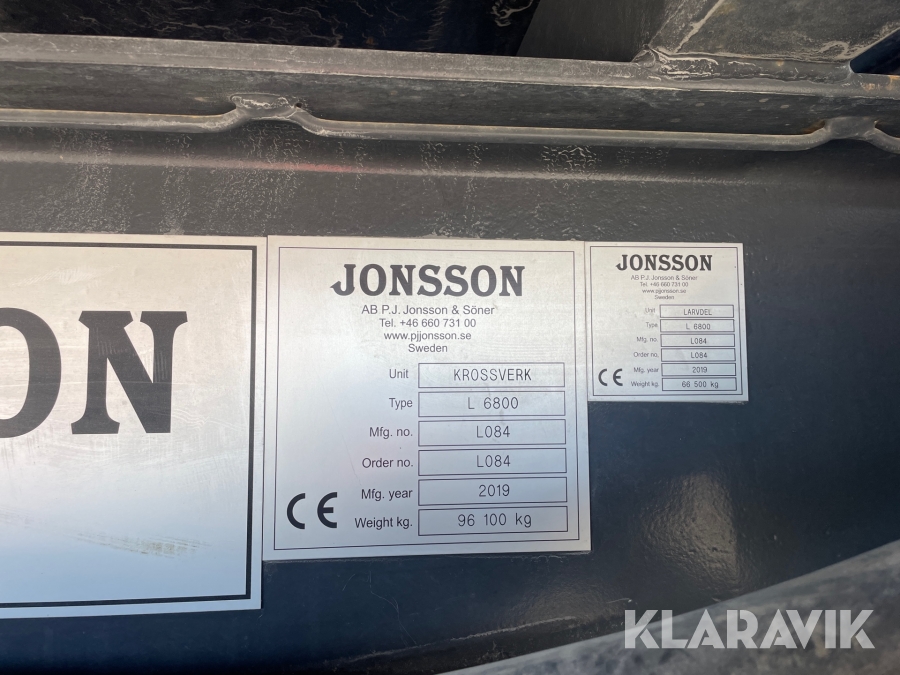 ON
JONSSON
AB P.J. Jonsson & Söner
Tel. +46 660 731 00
www.pjjonsson.se
Sweden
Unit KROSSVERK
Type L 6800
Mfg. no. L084
Order no. L084
Mfg. year 2019
Weight kg. 96 100 kg
CE
JONSSON
AB P.J. Jonsson & Söner
Tel. +46 660 731 00
www.pjjonsson.se
Sweden
Unit LARVDEL
Type L 6800
Mfg. no. L084
Order no. L084
Mfg. year 2019
Weight kg. 66 500 kg
CE
KLARAVIK